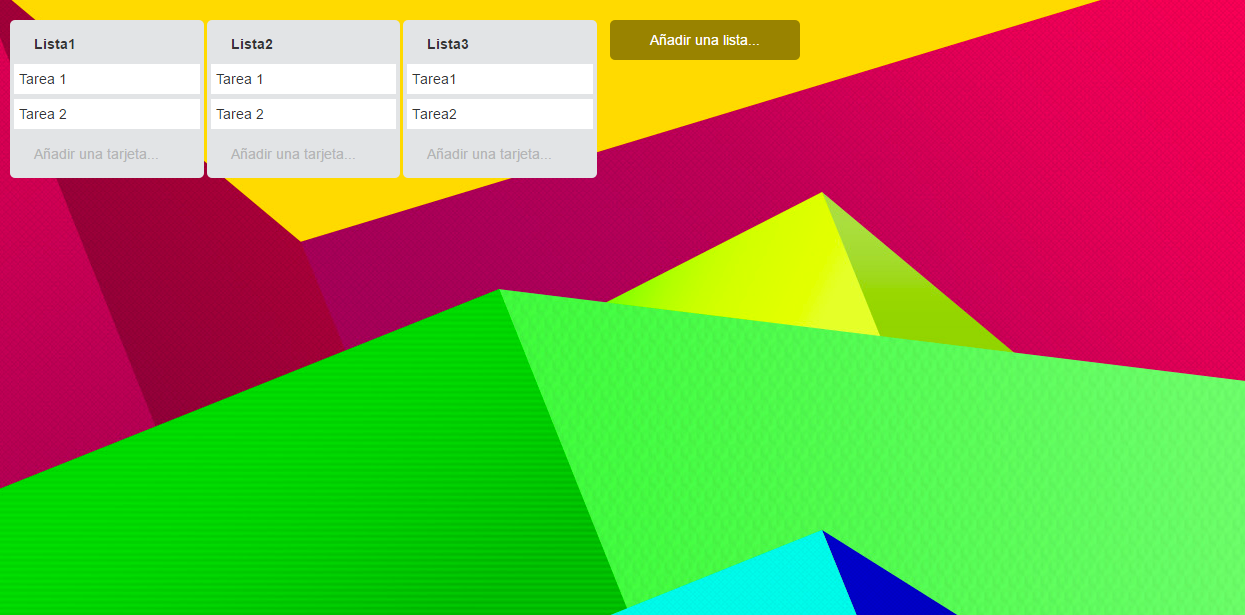 Lista1
Tarea 1
Tarea 2
Añadir una tarjeta...
Lista2
Tarea 1
Tarea 2
Añadir una tarjeta...
Lista3
Tarea1
Tarea2
Añadir una tarjeta...
Añadir una lista...